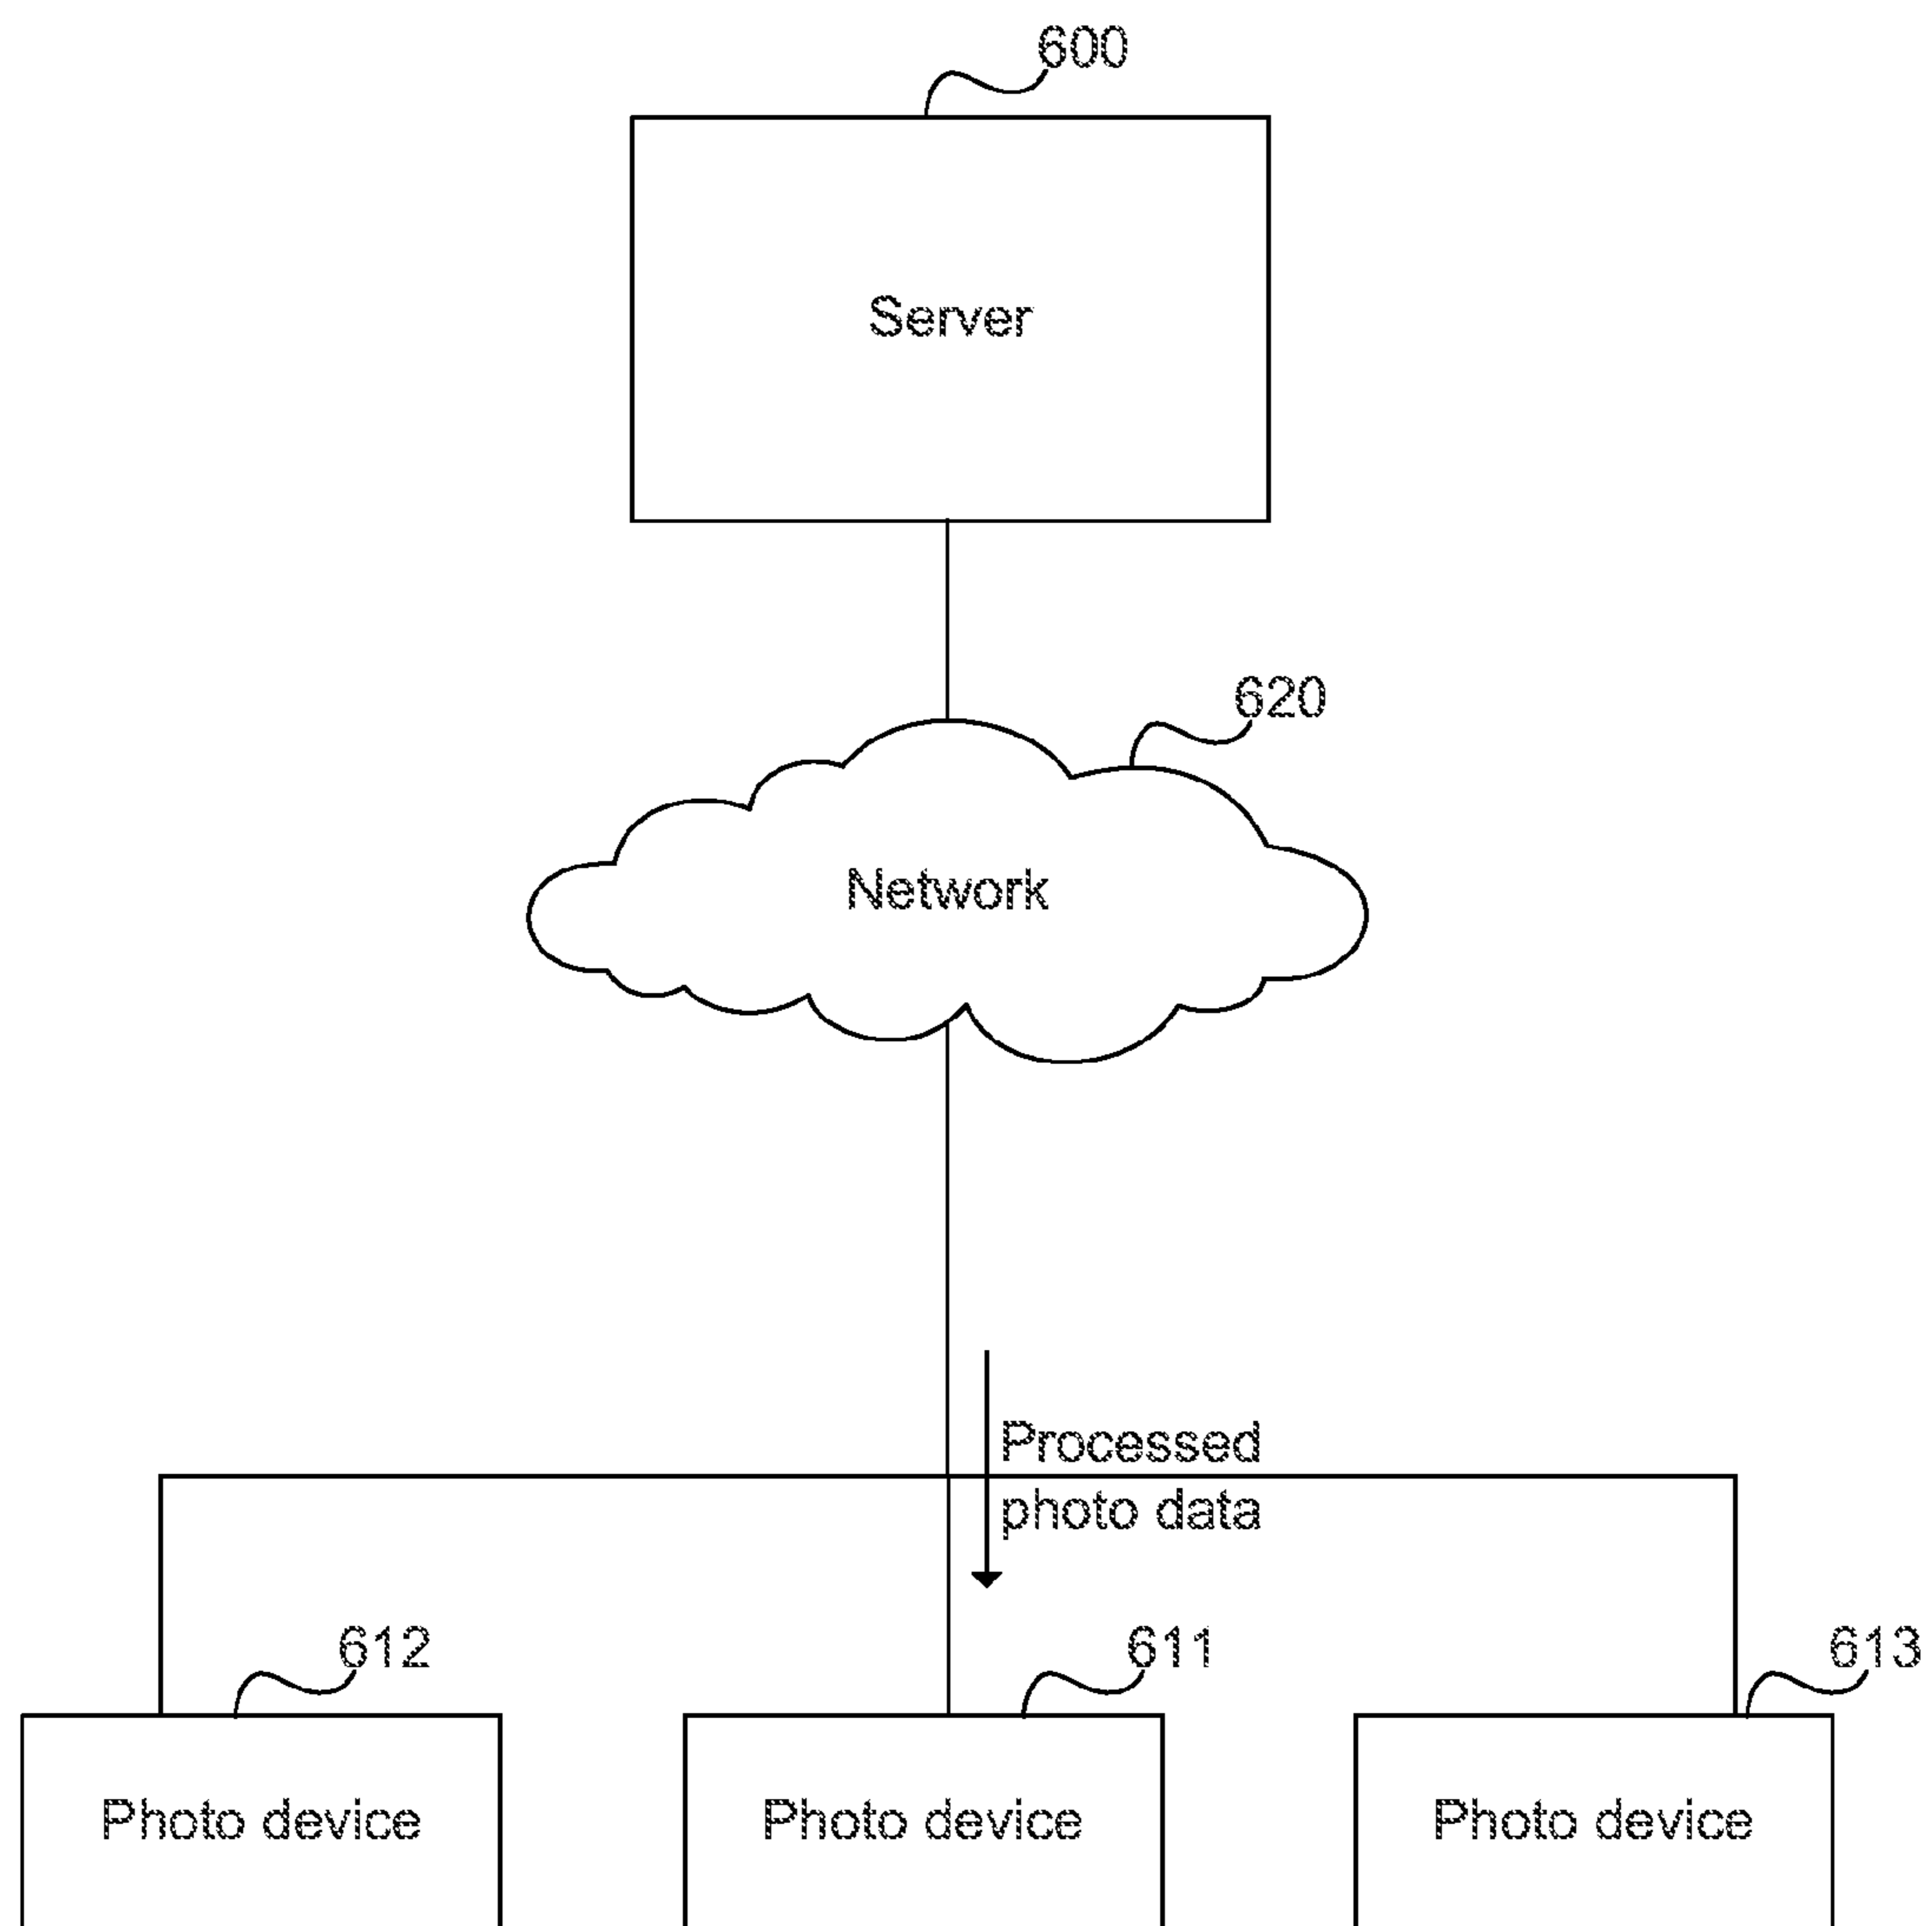 600
Server
620
Network
Processed
photo data
612
611
613
Photo device
Photo device
Photo device